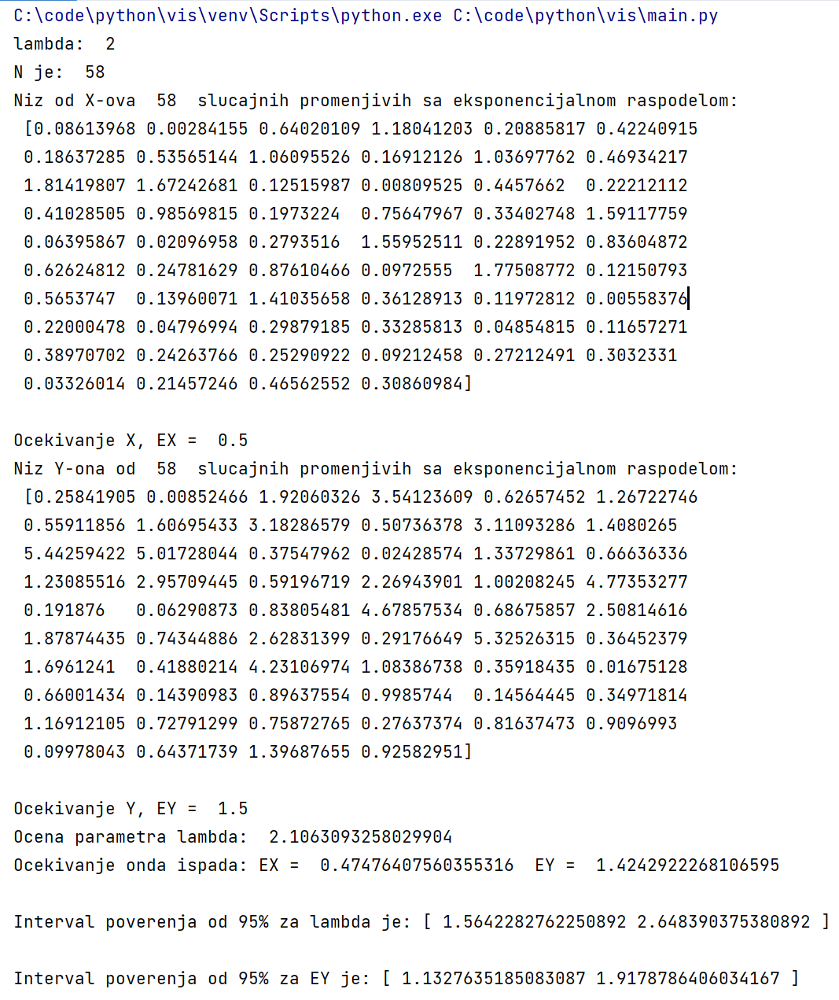 C:\code\python\vis\venv\Scripts\python.exe C:\code\python\vis\main.py
lambda:  2
N je:  58
Niz od X-ova  58  slucajnih promenjivih sa eksponencijalnom raspodelom:
 [0.08613968 0.00284155 0.64020109 1.18041203 0.20885817 0.42240915
 0.18637285 0.53565144 1.06095526 0.16912126 1.03697762 0.46934217
 1.81419807 1.67242681 0.12515987 0.00809525 0.4457662  0.22212112
 0.41028505 0.98569815 0.1973224  0.75647967 0.33402748 1.59117759
 0.06395867 0.02096958 0.2793516  1.55952511 0.22891952 0.83604872
 0.62624812 0.24781629 0.87610466 0.0972555  1.77508772 0.12150793
 0.5653747  0.13960071 1.41035658 0.36128913 0.11972812 0.00558376
 0.22000478 0.04796994 0.29879185 0.33285813 0.04854815 0.11657271
 0.38970702 0.24263766 0.25290922 0.09212458 0.27212491 0.3032331
 0.03326014 0.21457246 0.46562552 0.30860984]
Ocekivanje X, EX =  0.5
Niz Y-ona od  58  slucajnih promenjivih sa eksponencijalnom raspodelom:
 [0.25841905 0.00852466 1.92060326 3.54123609 0.62657452 1.26722746
 0.55911856 1.60695433 3.18286579 0.50736378 3.11093286 1.4080265
 5.44259422 5.01728044 0.37547962 0.02428574 1.33729861 0.66636336
 1.23085516 2.95709445 0.59196719 2.26943901 1.00208245 4.77353277
 0.191876   0.06290873 0.83805481 4.67857534 0.68675857 2.50814616
 1.87874435 0.74344886 2.62831399 0.29176649 5.32526315 0.36452379
 1.6961241  0.41880214 4.23106974 1.08386738 0.35918435 0.01675128
 0.66001434 0.14390983 0.89637554 0.9985744  0.14564445 0.34971814
 1.16912105 0.72791299 0.75872765 0.27637374 0.81637473 0.9096993
 0.09978043 0.64371739 1.39687655 0.92582951]
Ocekivanje Y, EY =  1.5
Ocena parametra lambda:  2.1063093258029904
Ocekivanje onda ispada: EX =  0.47476407560355316  EY =  1.4242922268106595
Interval poverenja od 95% za lambda je: [ 1.5642282762250892 2.648390375380892 ]
Interval poverenja od 95% za EY je: [ 1.1327635185083087 1.9178786406034167 ]